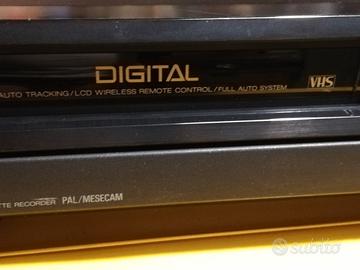 DIGITAL
AUTO TRACKING/LCD WIRELESS REMOTE CONTROL/FULL AUTO SYSTEM
VHS
TTE RECORDER PAL/MESECAM
subito